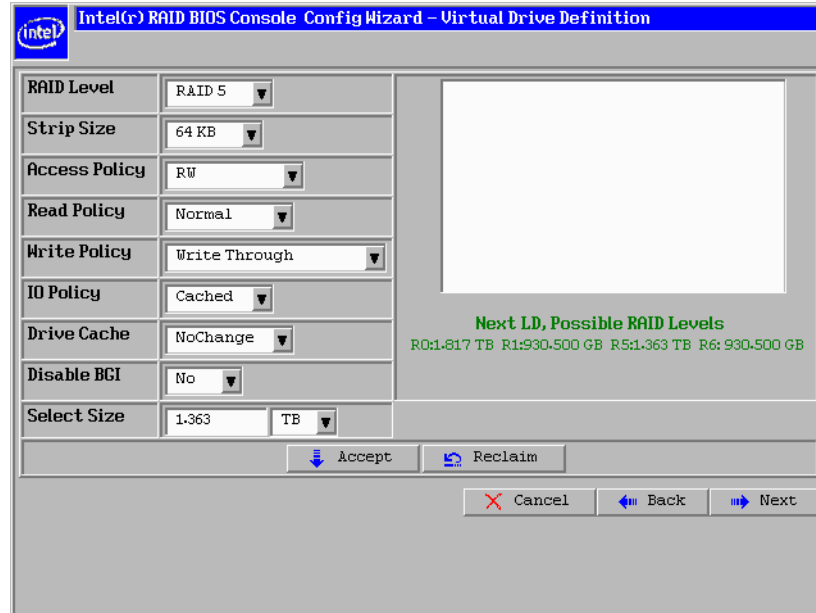 intel
Intel(r) RAID BIOS Console Config Wizard - Virtual Drive Definition
RAID Level RAID 5
Strip Size 64 KB
Access Policy RW
Read Policy Normal
Write Policy Write Through
IO Policy Cached
Drive Cache NoChange
Disable BGI No
Select Size 1.363 TB
Next LD, Possible RAID Levels
R0:1.817 TB R1:930.500 GB R5:1.363 TB R6: 930.500 GB
Accept Reclaim
Cancel Back Next